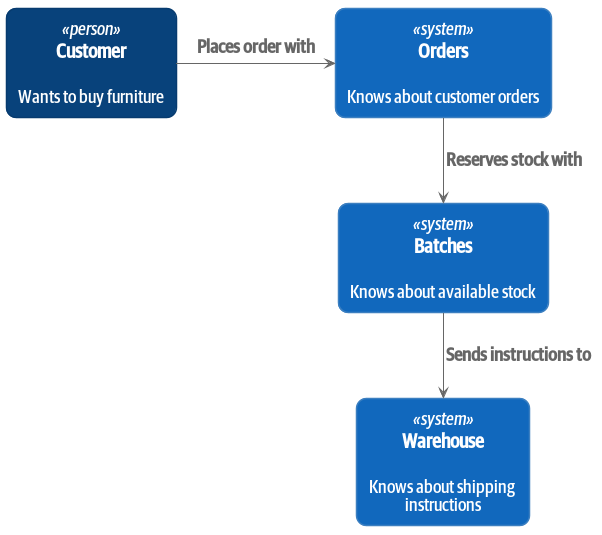 «person»
Customer
Wants to buy furniture
Places order with
«system»
Orders
Knows about customer orders
Reserves stock with
«system»
Batches
Knows about available stock
Sends instructions to
«system»
Warehouse
Knows about shipping
instructions